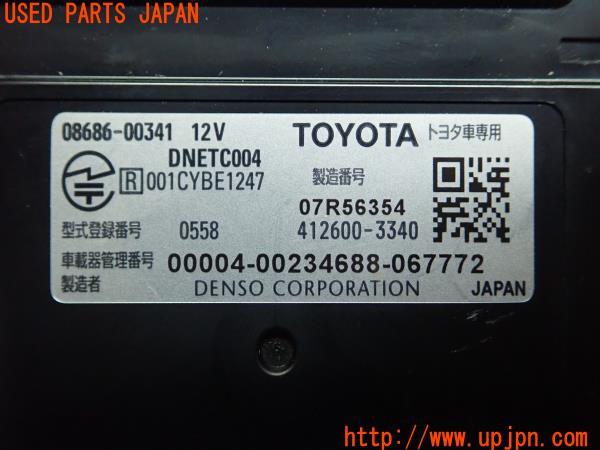 USED PARTS JAPAN
08686-00341 12V TOYOTA トヨタ車専用
DNETC004
R 001CYBE1247 製造番号
07R56354
型式登録番号 0558 412600-3340
車載器管理番号 00004-00234688-067772
製造者 DENSO CORPORATION JAPAN
UPJ
http://www.upjpn.com/